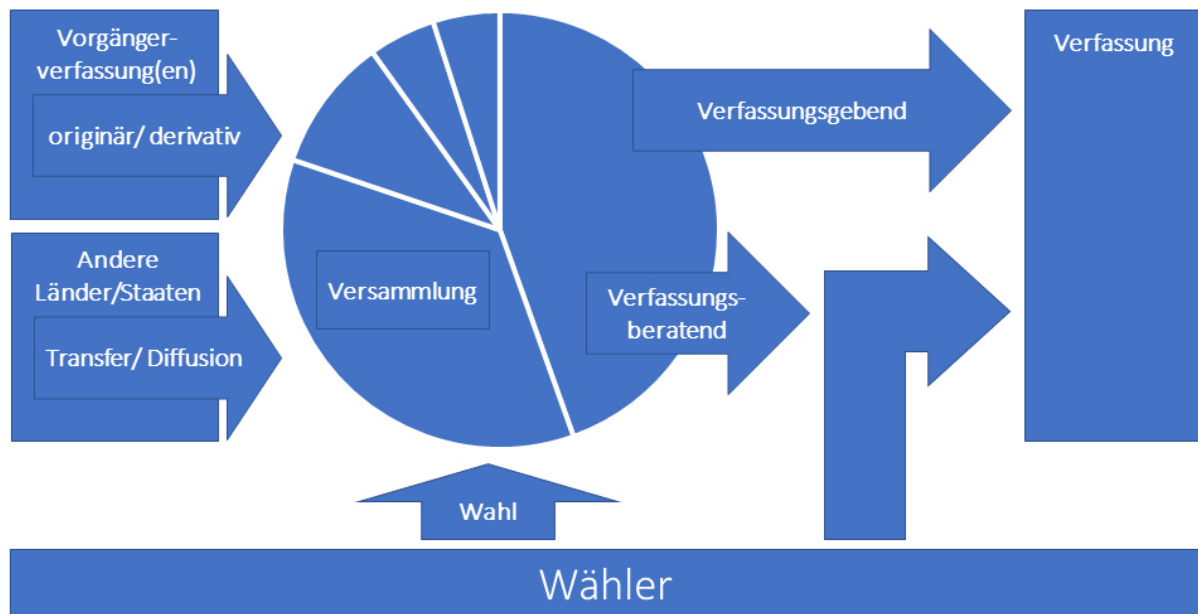 Vorgänger-
verfassung(en)
originär/ derivativ
Andere
Länder/Staaten
Transfer/ Diffusion
Versammlung
Verfassungsgebend
Verfassungs-
beratend
Verfassung
Wahl
Wähler